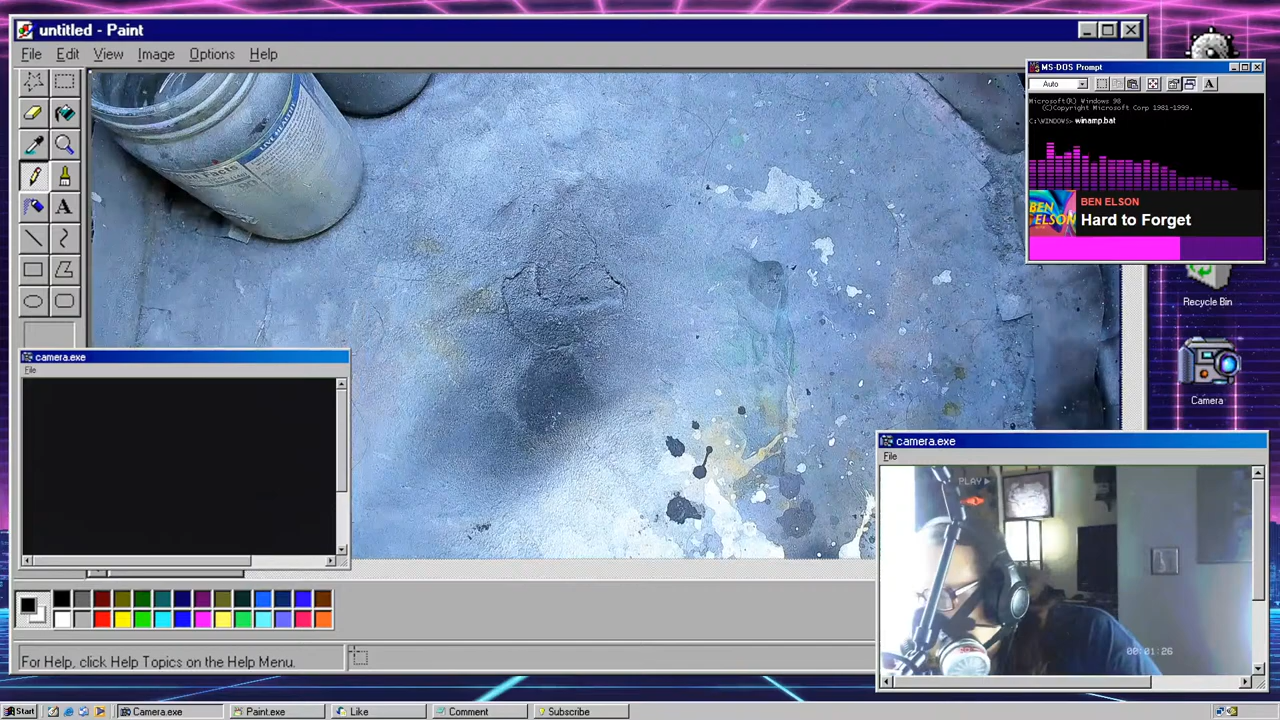 untitled - Paint
File Edit View Image Options Help
MS-DOS Prompt
Auto
A
Microsoft(R) Windows 98
(C)Copyright Microsoft Corp 1981-1999.
C:\WINDOWS> winamp.bat
BEN ELSON
BEN ELSON
Hard to Forget
A
Recycle Bin
camera.exe
File
Camera
camera.exe
File
PLAY
00:01:26
For Help, click Help Topics on the Help Menu.
Start Camera.exe Paint.exe Like Comment Subscribe